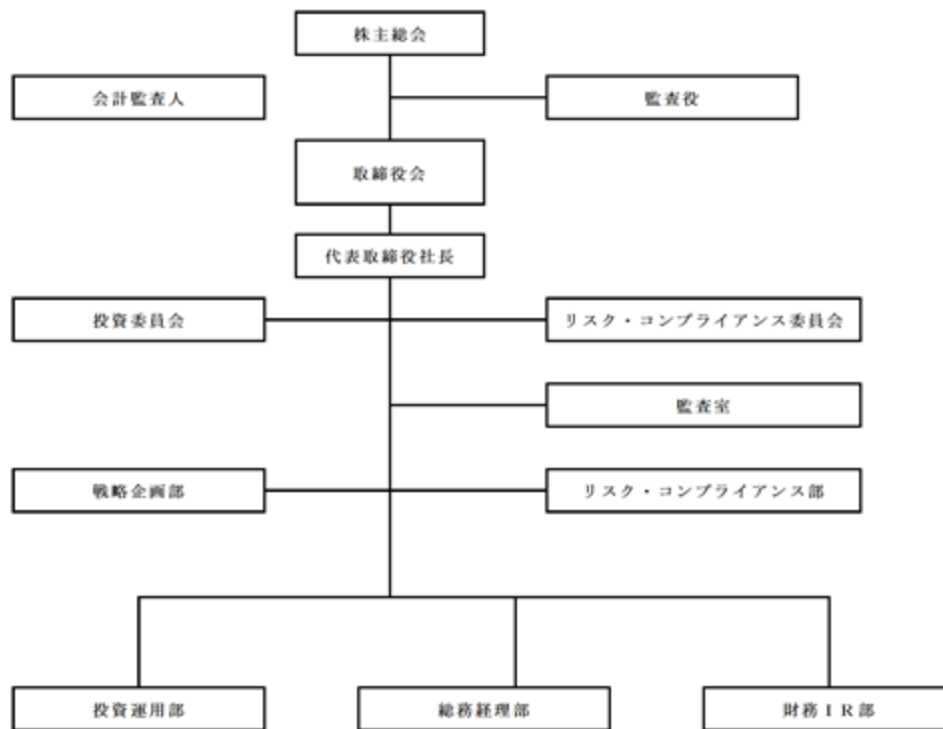 株主総会
会計監査人
監査役
取締役会
代表取締役社長
投資委員会
リスク・コンプライアンス委員会
監査室
戦略企画部
リスク・コンプライアンス部
投資運用部
総務経理部
財務ＩＲ部